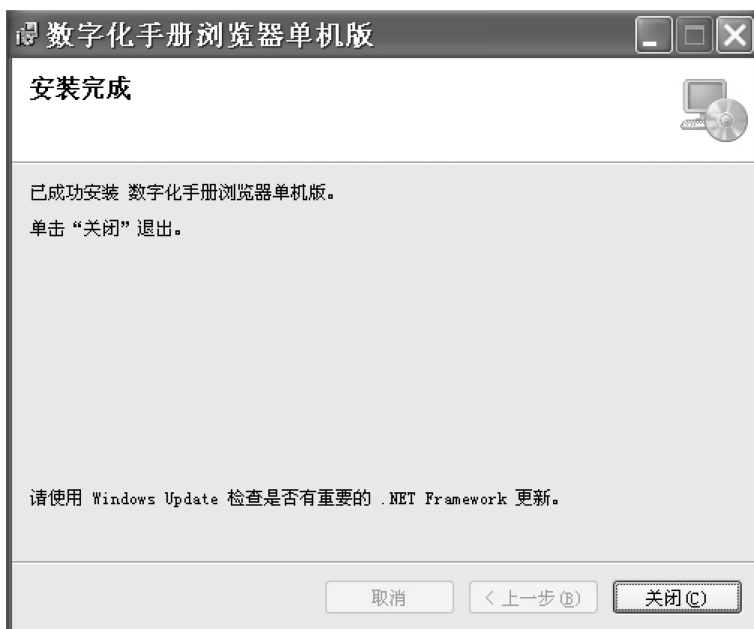 数字化手册浏览器单机版
安装完成
已成功安装 数字化手册浏览器单机版。
单击“关闭”退出。
请使用 Windows Update 检查是否有重要的 .NET Framework 更新。
取消
< 上一步(B)
关闭(C)